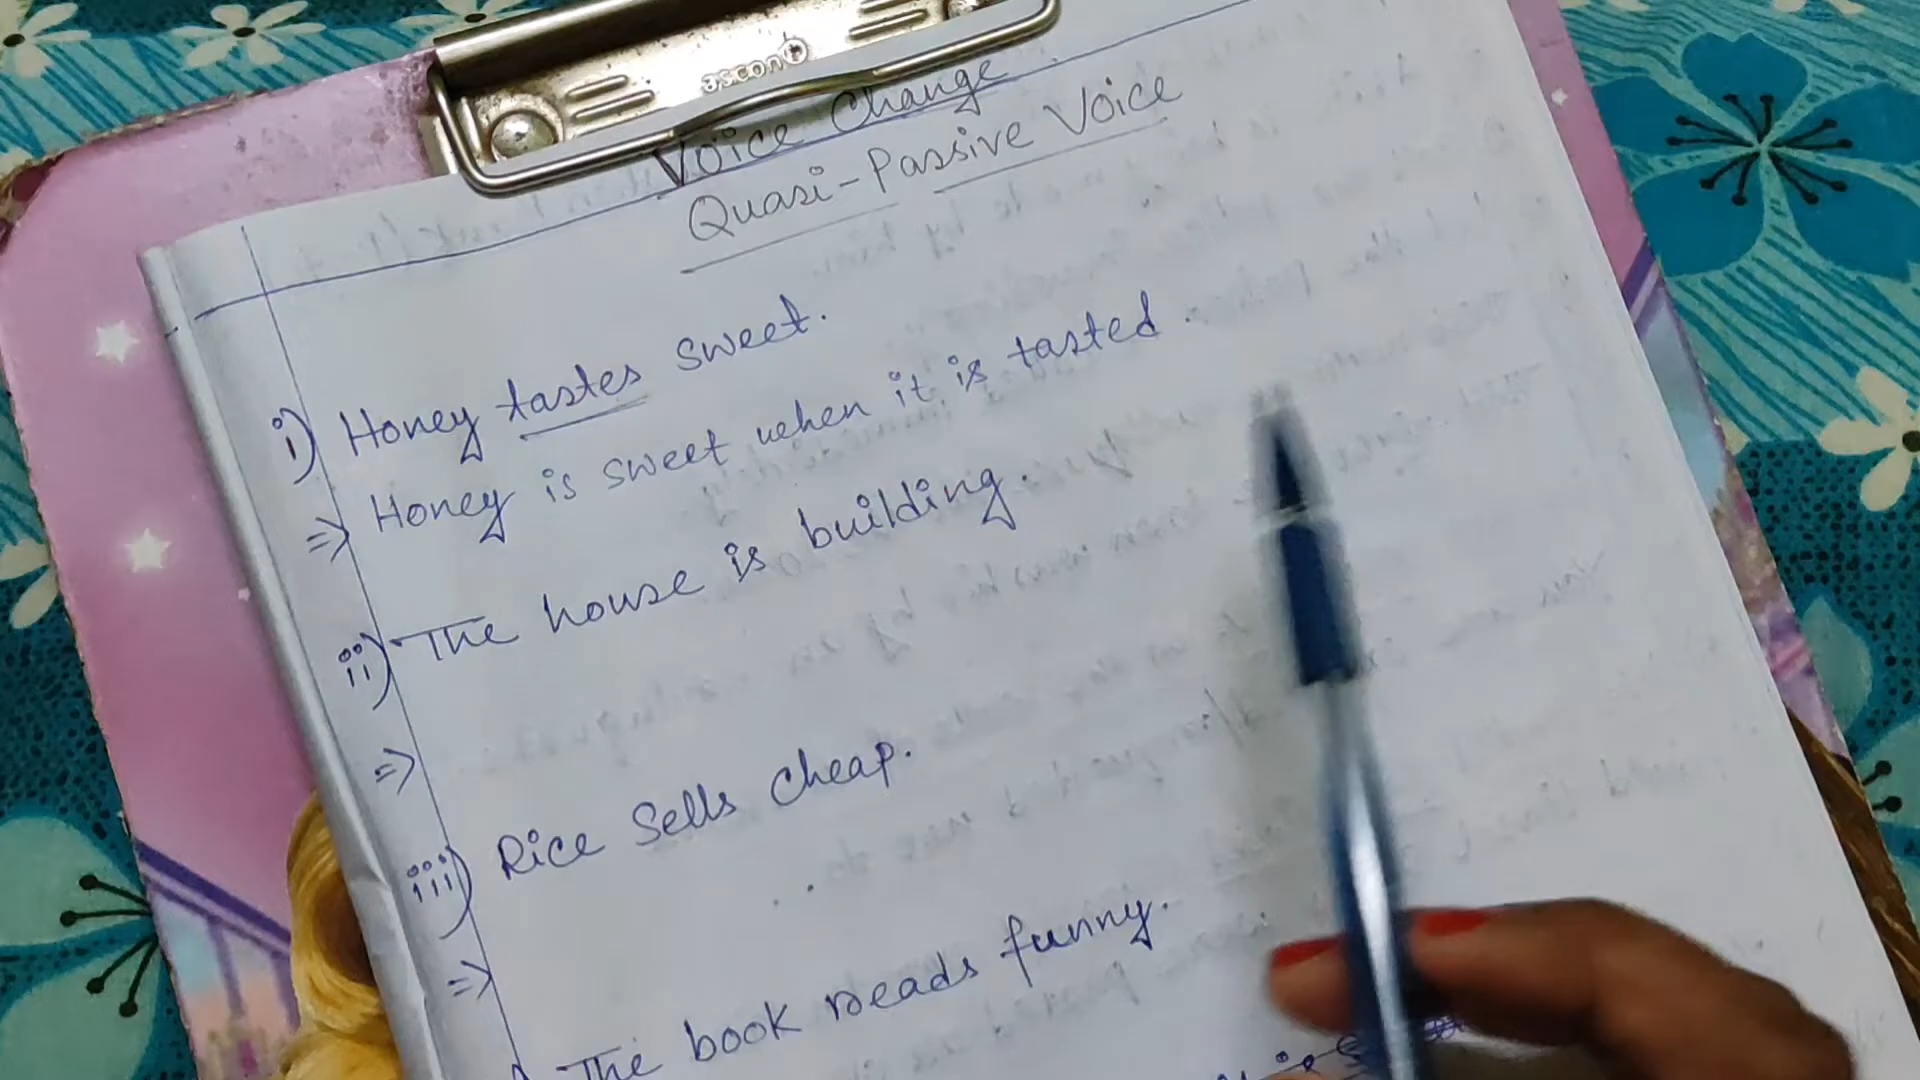 ascent
Voice Change
Quasi-Passive Voice
i) Honey tastes sweet.
=> Honey is sweet when it is tasted.
ii) The house is building.
=>
iii) Rice Sells cheap.
=>
The book reads funny.